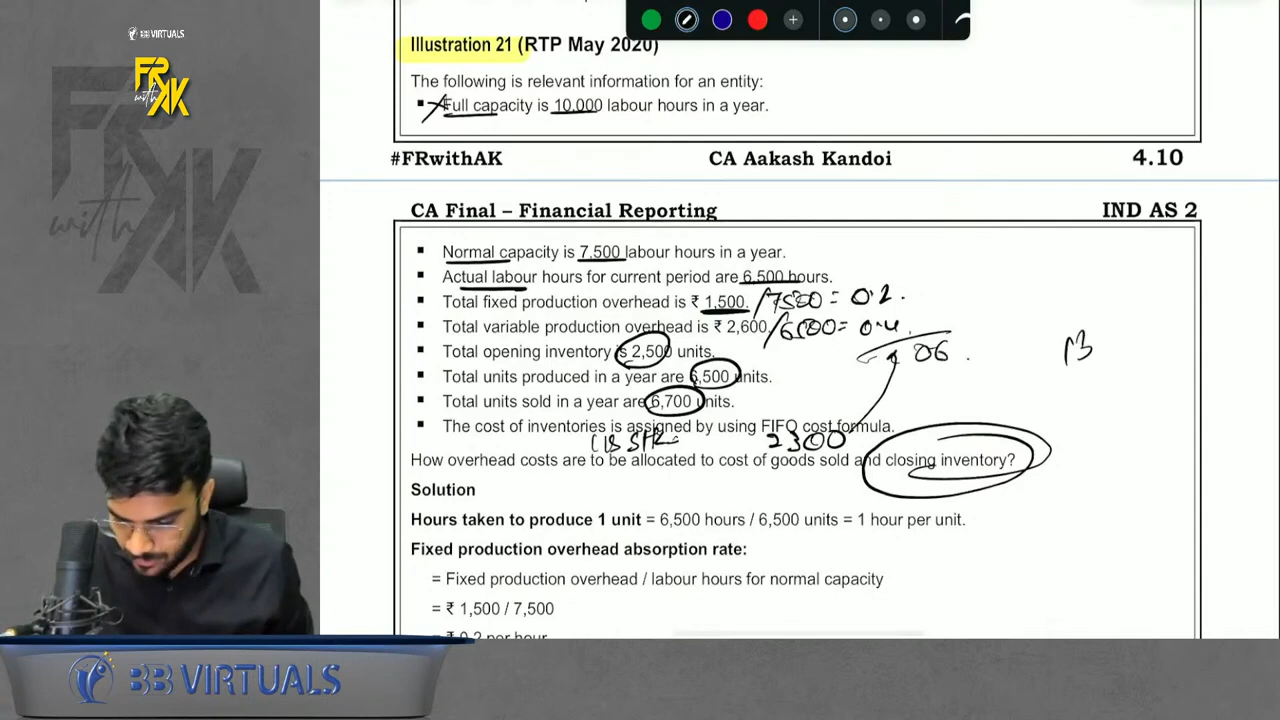 BB VIRTUALS
FR
with
AK
Illustration 21 (RTP May 2020)
The following is relevant information for an entity:
▪ Full capacity is 10,000 labour hours in a year.
#FRwithAK CA Aakash Kandoi 4.10
CA Final – Financial Reporting IND AS 2
▪ Normal capacity is 7,500 labour hours in a year.
▪ Actual labour hours for current period are 6,500 hours.
▪ Total fixed production overhead is ₹ 1,500. /7500 = 0.2.
▪ Total variable production overhead is ₹ 2,600. /6500 = 0.4.
▪ Total opening inventory is 2,500 units. 0.6
▪ Total units produced in a year are 6,500 units.
▪ Total units sold in a year are 6,700 units.
▪ The cost of inventories is assigned by using FIFO cost formula.
2300
How overhead costs are to be allocated to cost of goods sold and closing inventory?
Solution
Hours taken to produce 1 unit = 6,500 hours / 6,500 units = 1 hour per unit.
Fixed production overhead absorption rate:
= Fixed production overhead / labour hours for normal capacity
= ₹ 1,500 / 7,500
= ₹ 0.2 per hour
FR
with
AK
BB VIRTUALS